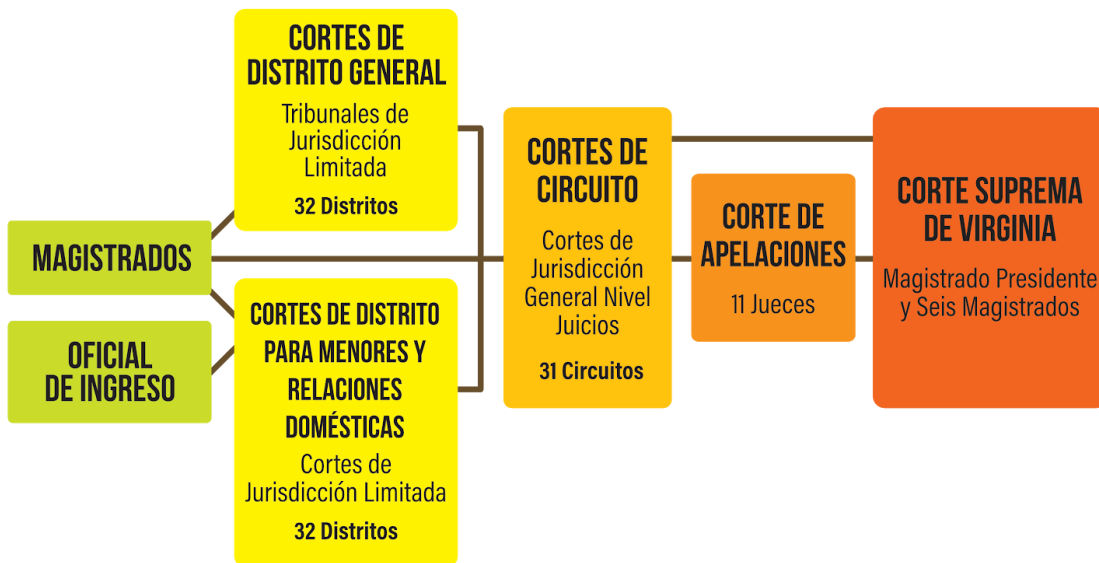 MAGISTRADOS
OFICIAL
DE INGRESO
CORTES DE
DISTRITO GENERAL
Tribunales de
Jurisdicción
Limitada
32 Distritos
CORTES DE DISTRITO
PARA MENORES Y
RELACIONES
DOMÉSTICAS
Cortes de
Jurisdicción Limitada
32 Distritos
CORTES DE
CIRCUITO
Cortes de
Jurisdicción
General Nivel
Juicios
31 Circuitos
CORTE DE
APELACIONES
11 Jueces
CORTE SUPREMA
DE VIRGINIA
Magistrado Presidente
y Seis Magistrados